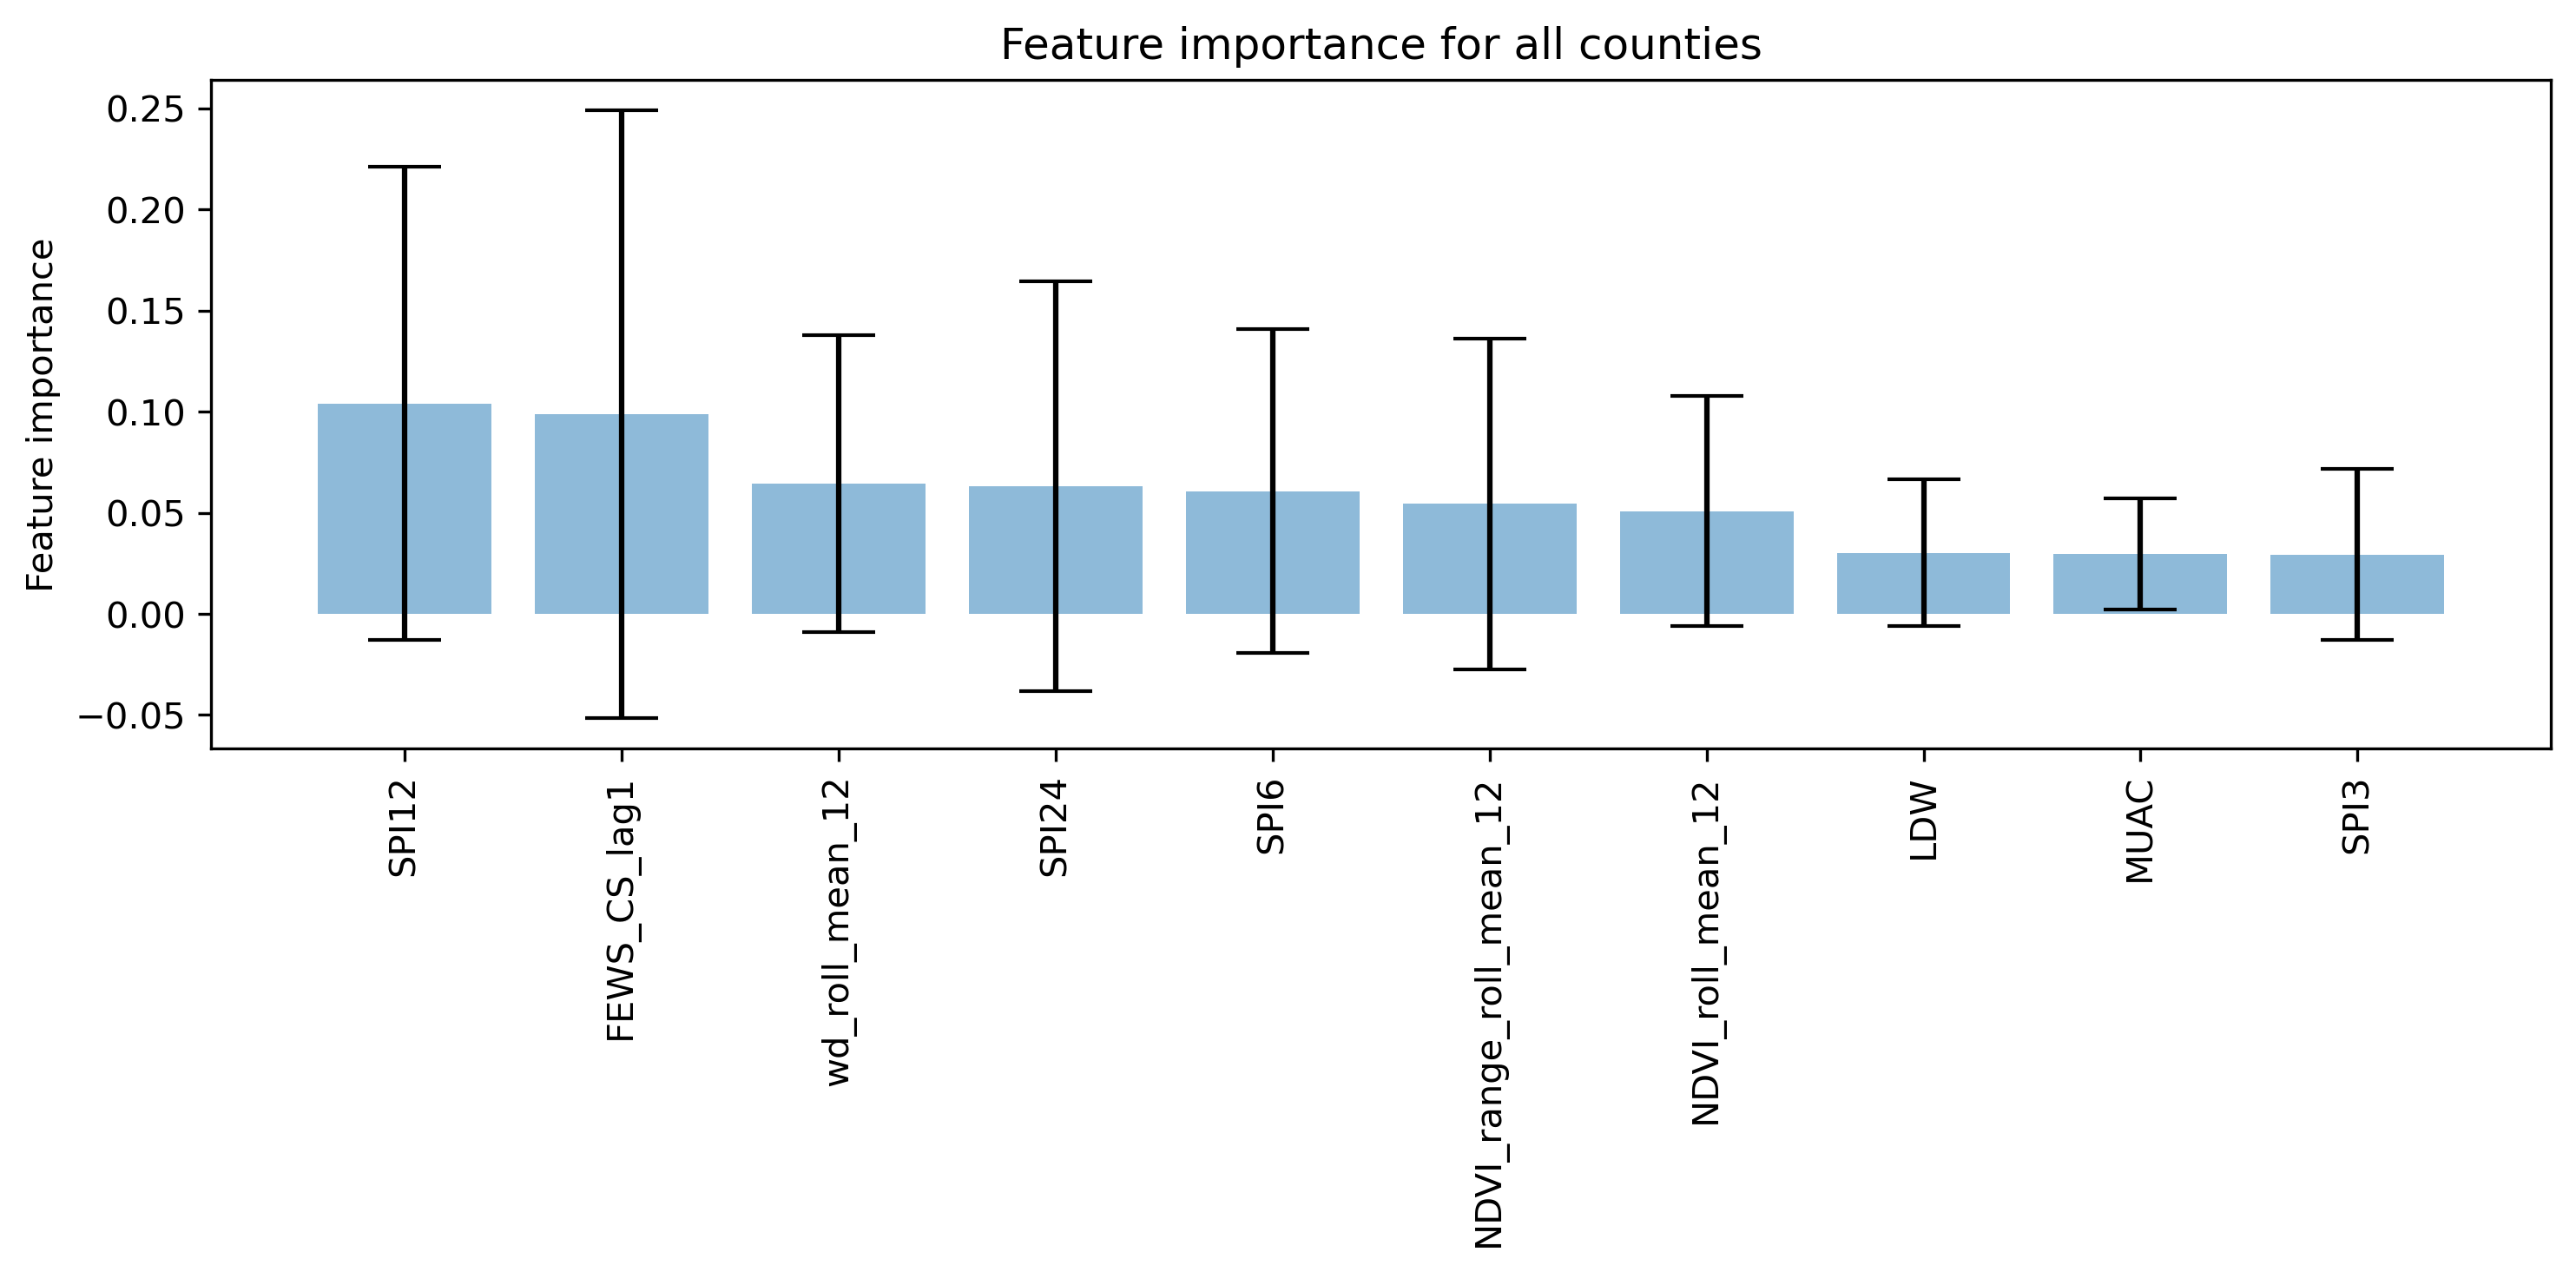 Feature importance for all counties
Feature importance
0.25
0.20
0.15
0.10
0.05
0.00
−0.05
SPI12
FEWS_CS_lag1
wd_roll_mean_12
SPI24
SPI6
NDVI_range_roll_mean_12
NDVI_roll_mean_12
LDW
MUAC
SPI3